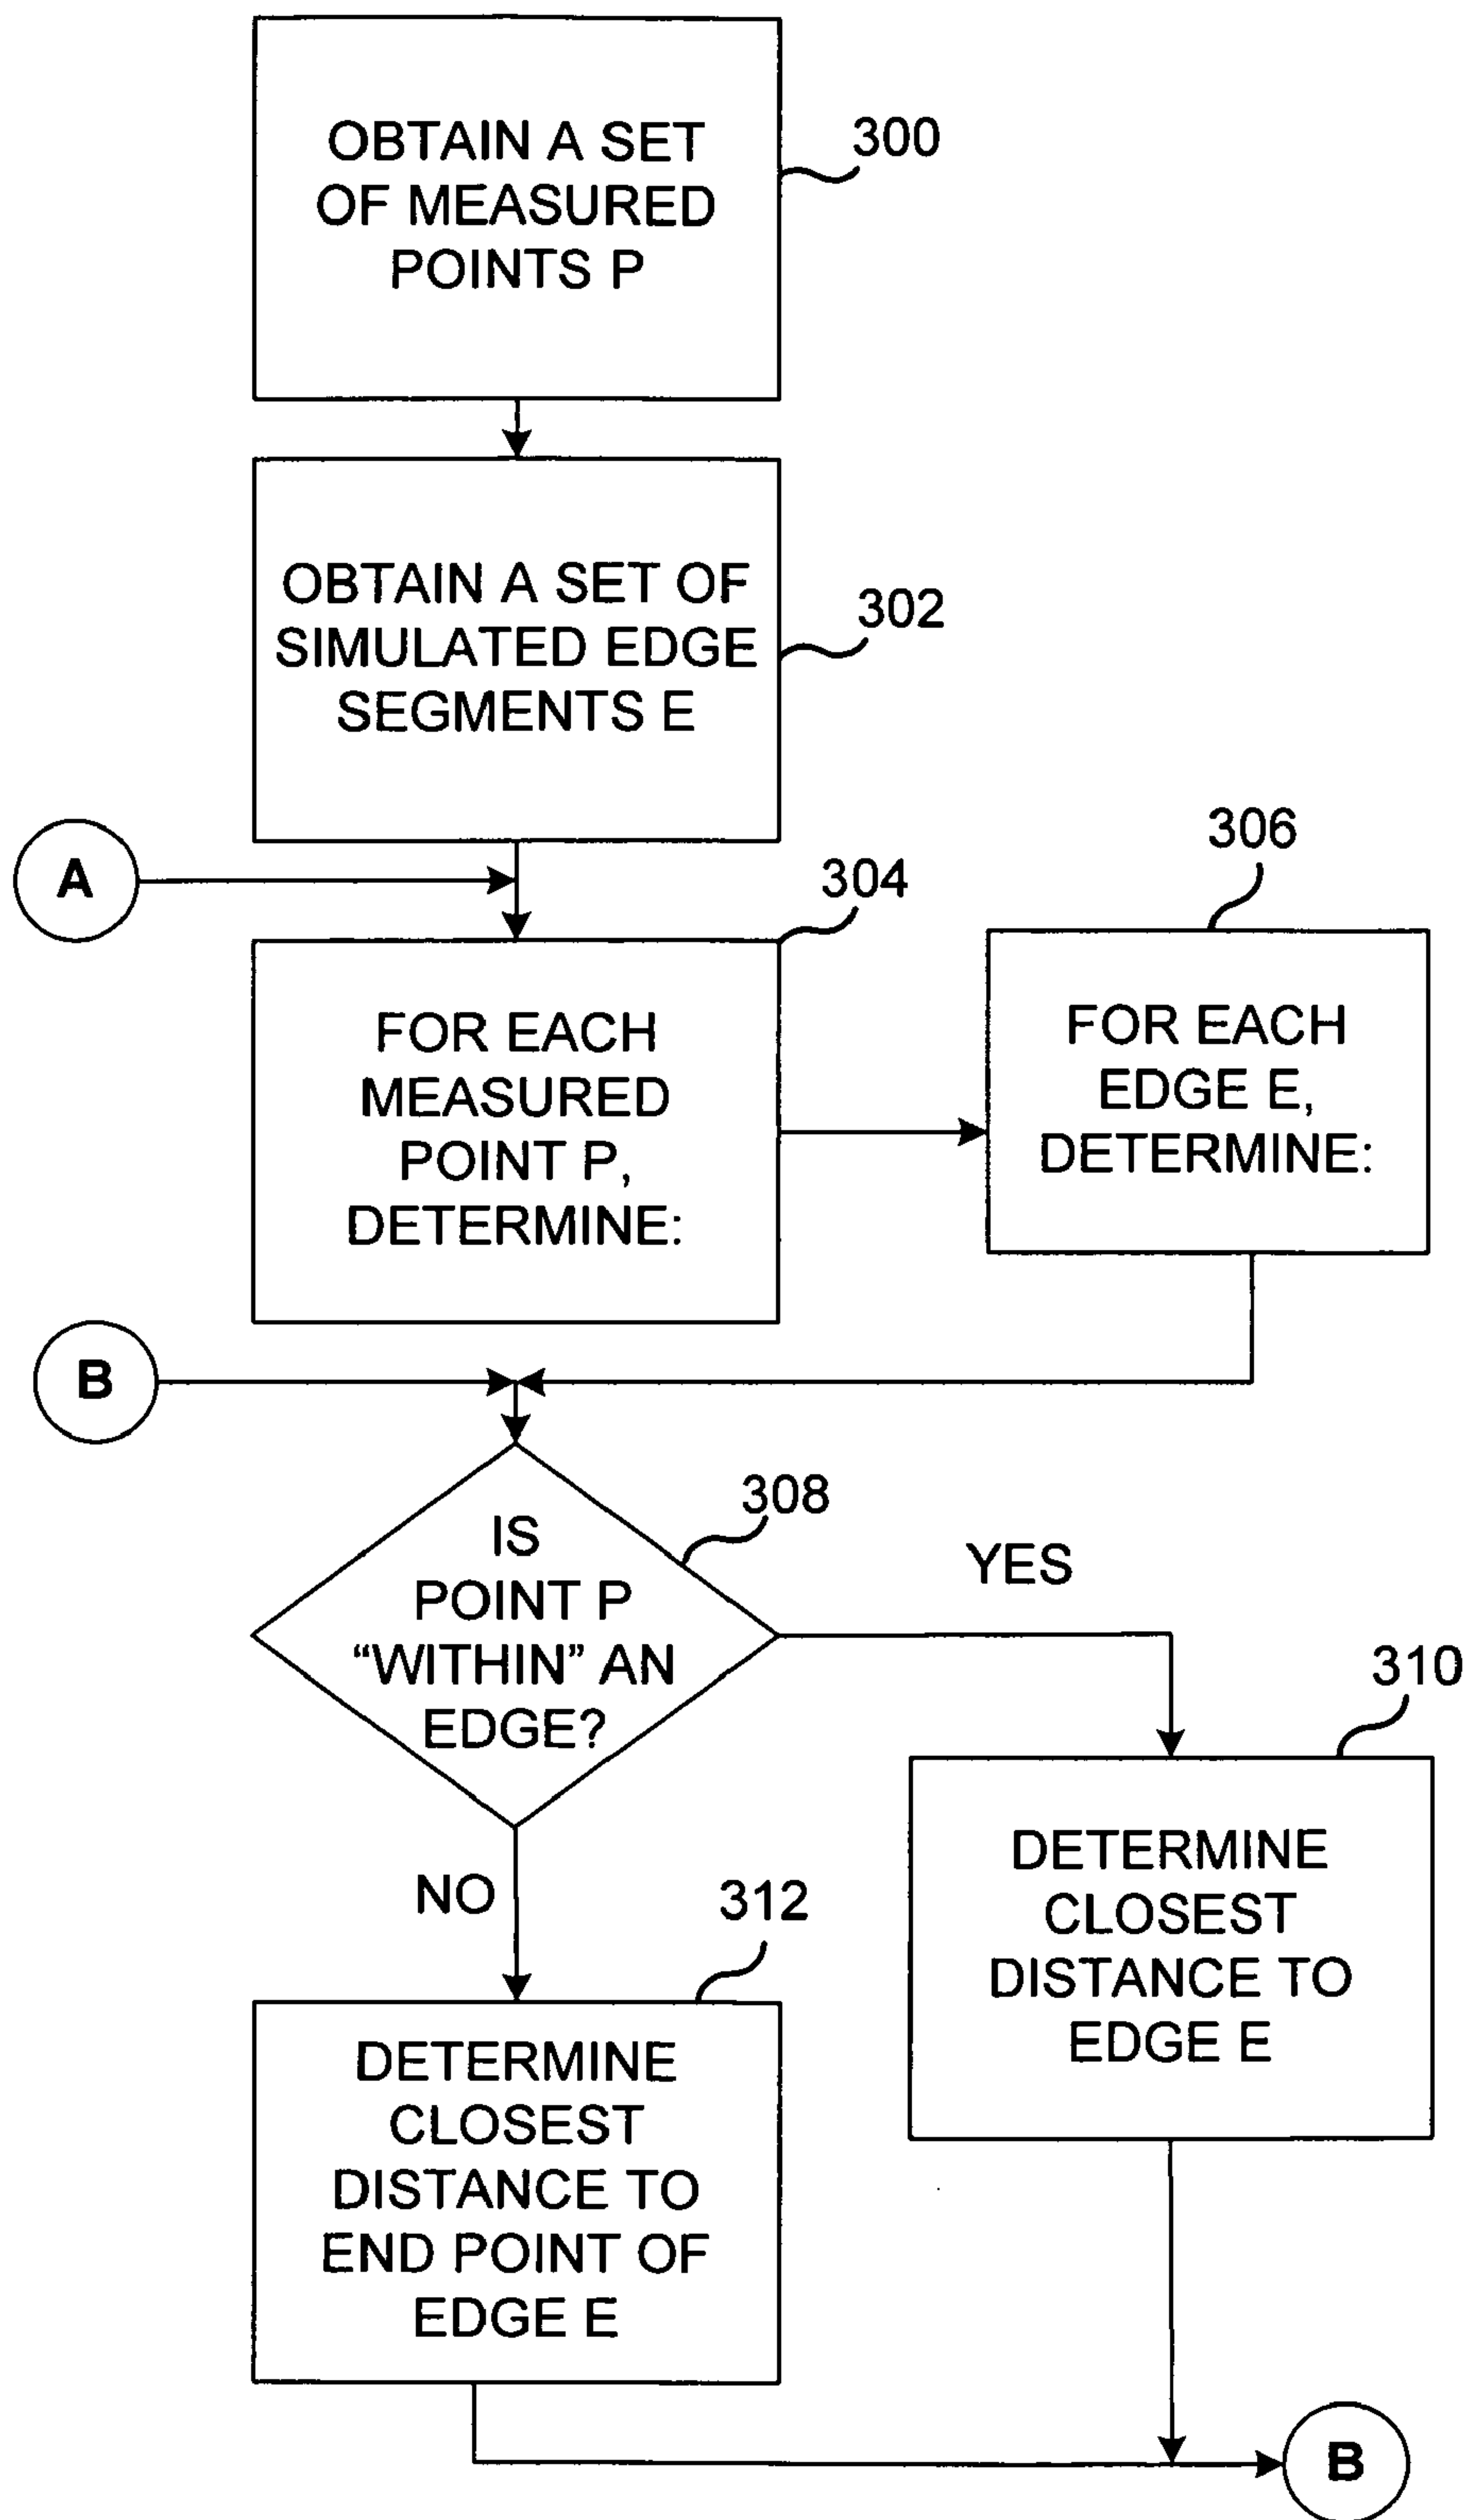 OBTAIN A SET
OF MEASURED
POINTS P
300
OBTAIN A SET OF
SIMULATED EDGE
SEGMENTS E
302
A
304
306
FOR EACH
MEASURED
POINT P,
DETERMINE:
FOR EACH
EDGE E,
DETERMINE:
B
308
IS
POINT P
“WITHIN” AN
EDGE?
YES
310
NO
312
DETERMINE
CLOSEST
DISTANCE TO
EDGE E
DETERMINE
CLOSEST
DISTANCE TO
END POINT OF
EDGE E
B